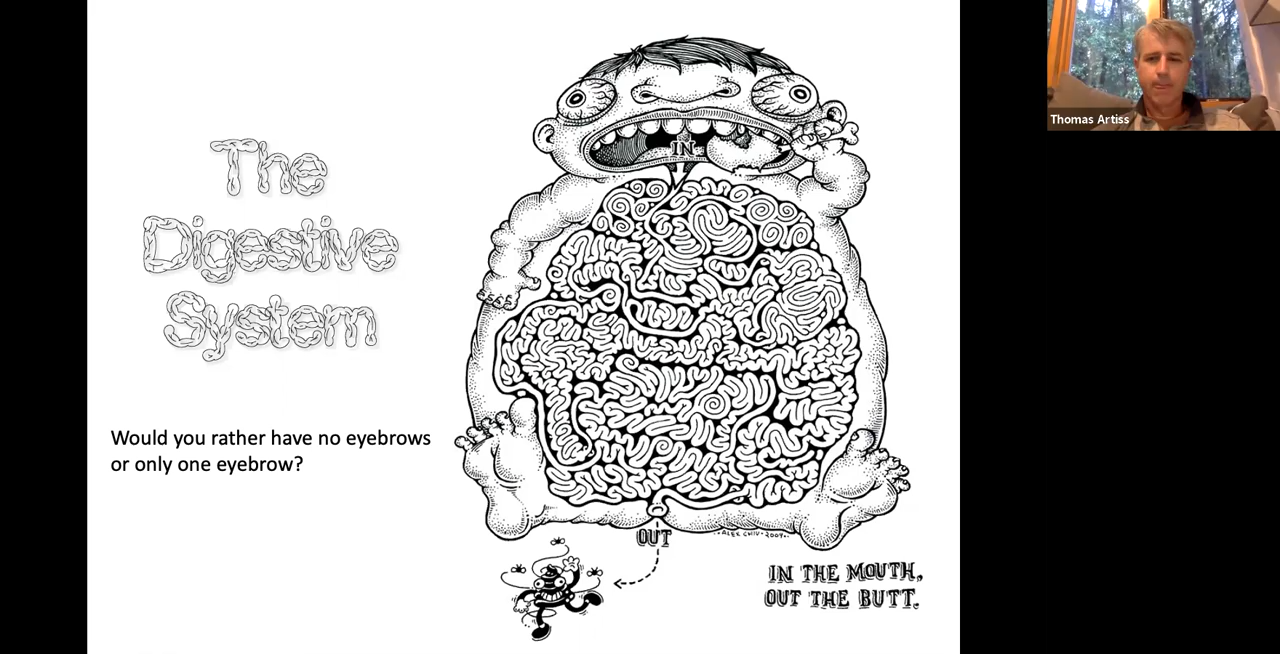 The
Digestive
System
Would you rather have no eyebrows
or only one eyebrow?
IN
OUT
ALEX CHIU·2009
IN THE MOUTH,
OUT THE BUTT.
Thomas Artiss